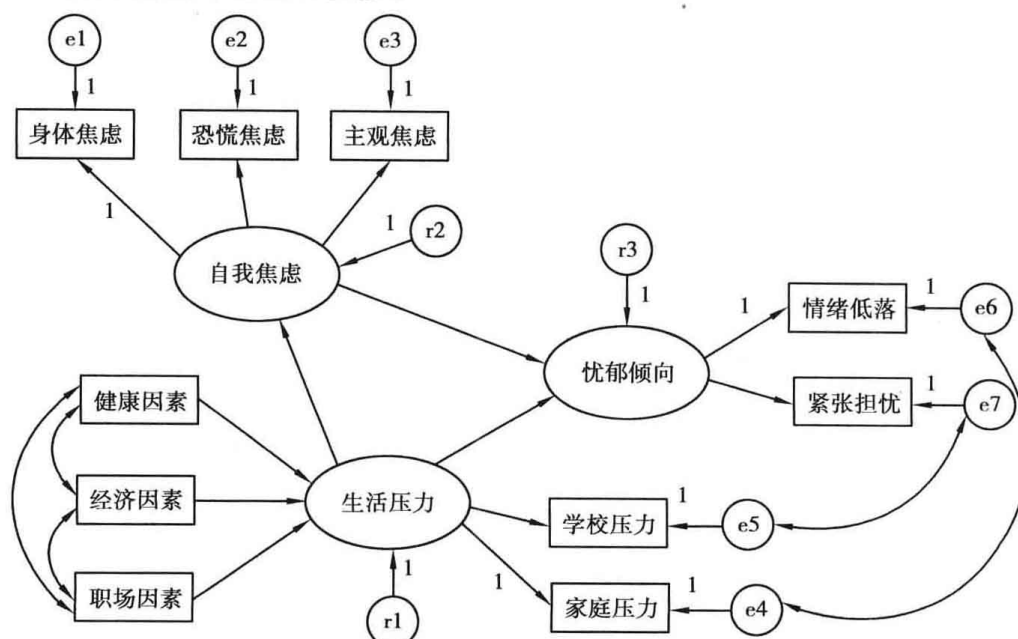 e1 e2 e3
1 1 1
身体焦虑 恐慌焦虑 主观焦虑
1
1 r2
自我焦虑
r3
1
1 情绪低落 1 e6
忧郁倾向
紧张担忧 1 e7
健康因素
经济因素
生活压力
学校压力 1 e5
职场因素
1 r1
1 家庭压力 1 e4